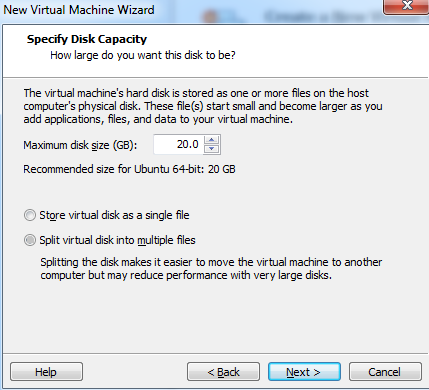 New Virtual Machine Wizard
Specify Disk Capacity
How large do you want this disk to be?
The virtual machine's hard disk is stored as one or more files on the host
computer's physical disk. These file(s) start small and become larger as you
add applications, files, and data to your virtual machine.
Maximum disk size (GB): 20.0
Recommended size for Ubuntu 64-bit: 20 GB
Store virtual disk as a single file
Split virtual disk into multiple files
Splitting the disk makes it easier to move the virtual machine to another
computer but may reduce performance with very large disks.
Help < Back Next > Cancel